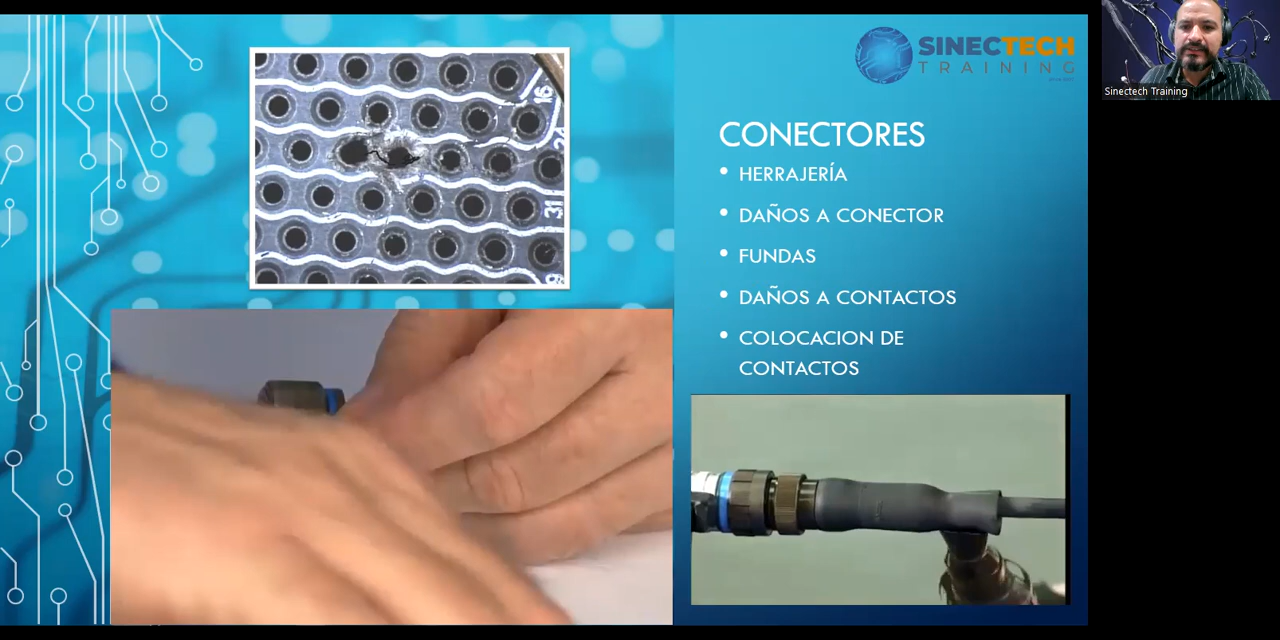 SINECTECH
TRAINING
Sinectech Training
CONECTORES
• HERRAJERÍA
• DAÑOS A CONECTOR
• FUNDAS
• DAÑOS A CONTACTOS
• COLOCACION DE
CONTACTOS
16
31